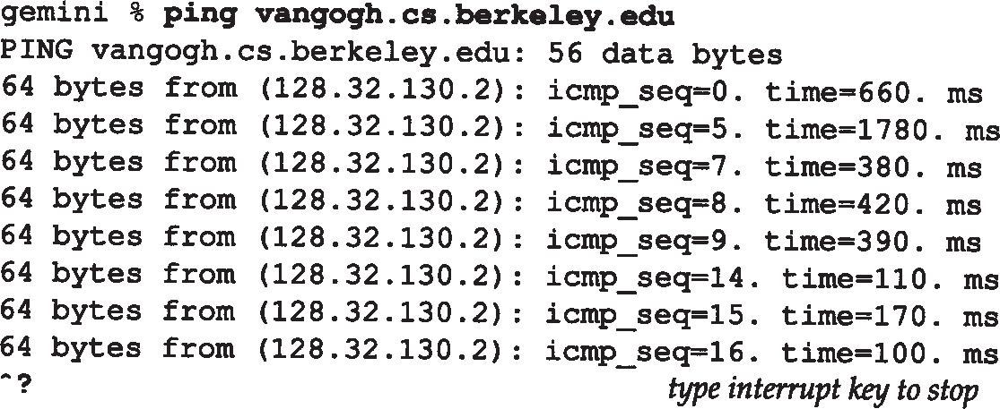 gemini % ping vangogh.cs.berkeley.edu
PING vangogh.cs.berkeley.edu: 56 data bytes
64 bytes from (128.32.130.2): icmp_seq=0. time=660. ms
64 bytes from (128.32.130.2): icmp_seq=5. time=1780. ms
64 bytes from (128.32.130.2): icmp_seq=7. time=380. ms
64 bytes from (128.32.130.2): icmp_seq=8. time=420. ms
64 bytes from (128.32.130.2): icmp_seq=9. time=390. ms
64 bytes from (128.32.130.2): icmp_seq=14. time=110. ms
64 bytes from (128.32.130.2): icmp_seq=15. time=170. ms
64 bytes from (128.32.130.2): icmp_seq=16. time=100. ms
^? type interrupt key to stop